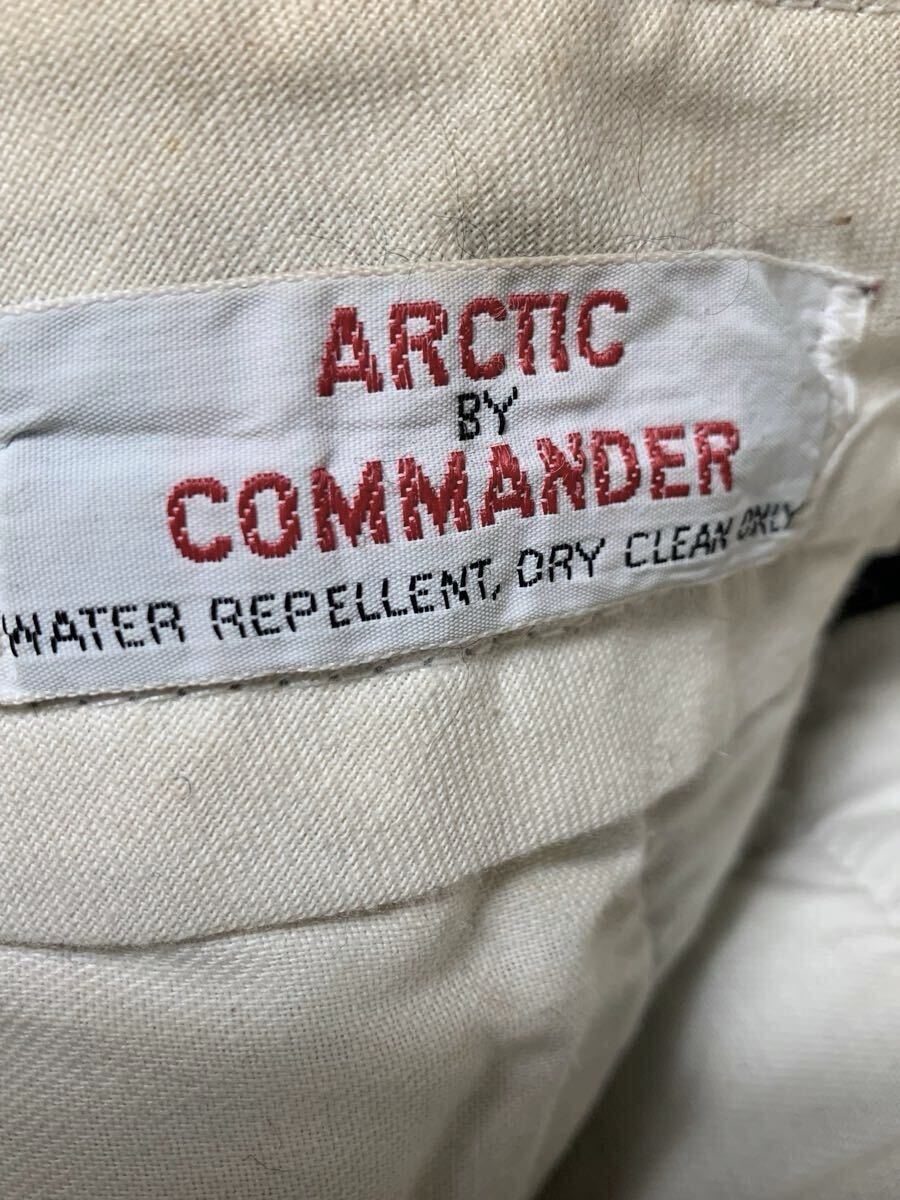 ARCTIC
BY
COMMANDER
WATER REPELLENT, DRY CLEAN ONLY